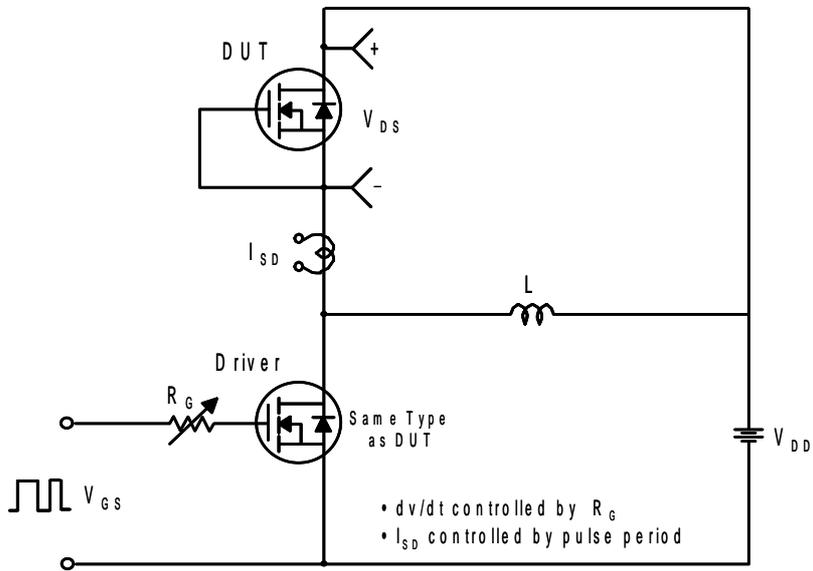 DUT
+
VDS
–
ISD
L
Driver
RG
Same Type
as DUT
VDD
VGS
• dv/dt controlled by RG
• ISD controlled by pulse period